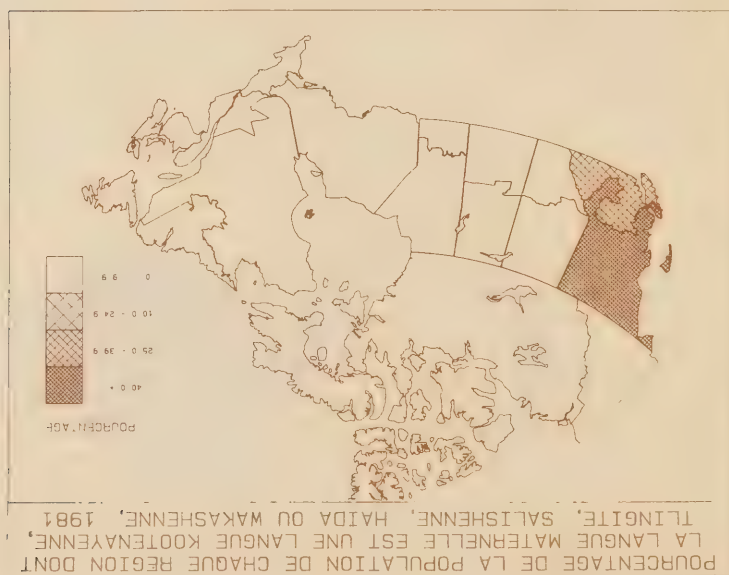 POURCENTAGE DE LA POPULATION DE CHAQUE REGION DONT
LA LANGUE MATERNELLE EST UNE LANGUE KOOTENAYENNE,
TLINGITE, SALISHENNE, HAIDA OU WAKASHENNE, 1981
POURCENTAGE
40.0 +
25.0 - 39.9
10.0 - 24.9
0 9.9